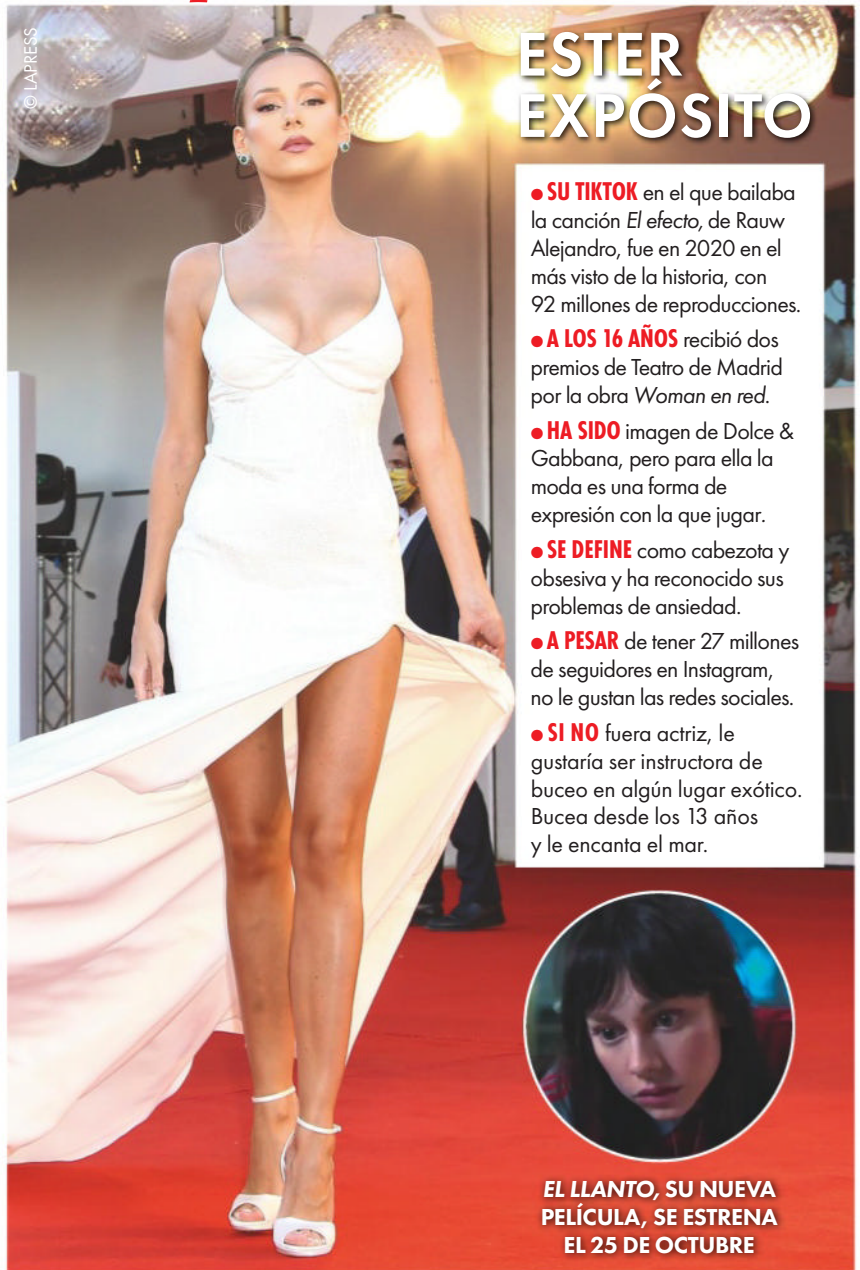 © LAPRESS
ESTER
EXPÓSITO
● SU TIKTOK en el que bailaba
la canción El efecto, de Rauw
Alejandro, fue en 2020 en el
más visto de la historia, con
92 millones de reproducciones.
● A LOS 16 AÑOS recibió dos
premios de Teatro de Madrid
por la obra Woman en red.
● HA SIDO imagen de Dolce &
Gabbana, pero para ella la
moda es una forma de
expresión con la que jugar.
● SE DEFINE como cabezota y
obsesiva y ha reconocido sus
problemas de ansiedad.
● A PESAR de tener 27 millones
de seguidores en Instagram,
no le gustan las redes sociales.
● SI NO fuera actriz, le
gustaría ser instructora de
buceo en algún lugar exótico.
Bucea desde los 13 años
y le encanta el mar.
EL LLANTO, SU NUEVA
PELÍCULA, SE ESTRENA
EL 25 DE OCTUBRE